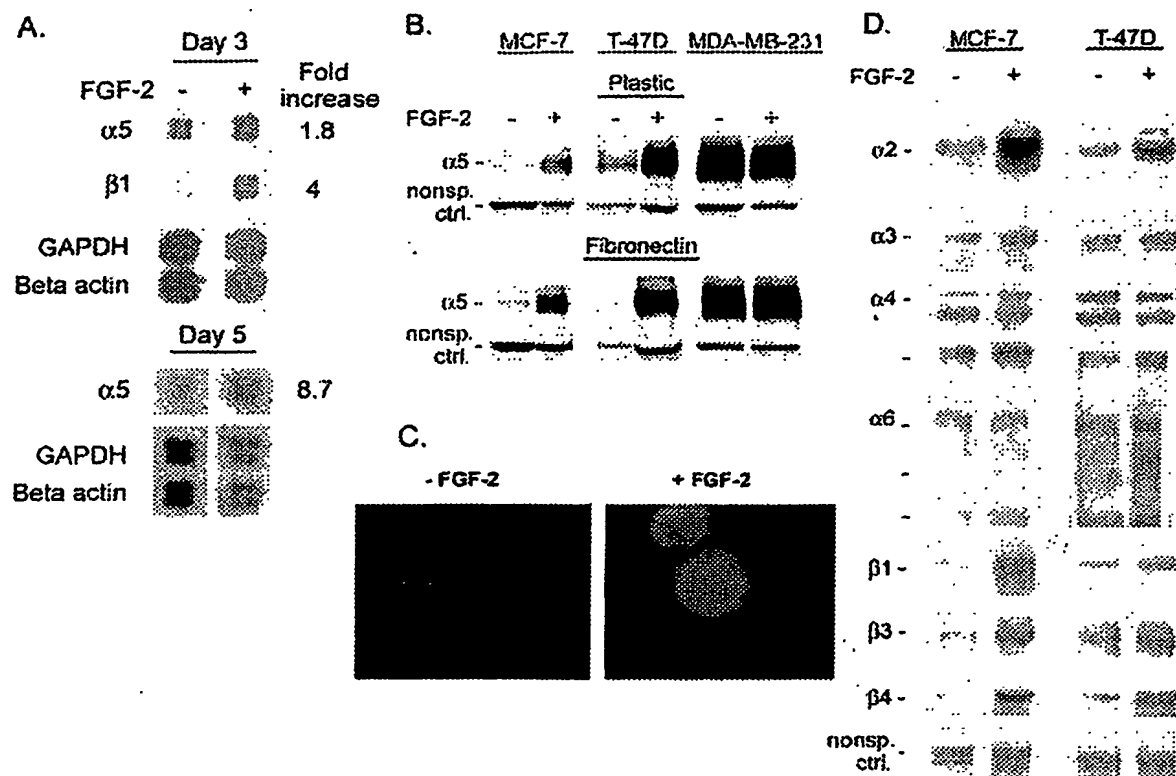 A.
Day 3
FGF-2 - +
Fold increase
α5 1.8
β1 4
GAPDH
Beta actin
Day 5
α5 8.7
GAPDH
Beta actin
B.
MCF-7 T-47D MDA-MB-231
Plastic
FGF-2 - + - + - +
α5 -
nonsp. ctrl. -
Fibronectin
α5 -
nonsp. ctrl. -
C.
- FGF-2 + FGF-2
D.
MCF-7 T-47D
FGF-2 - + - +
α2 -
α3 -
α4 -
-
α6 -
-
-
β1 -
β3 -
β4 -
nonsp. ctrl. -